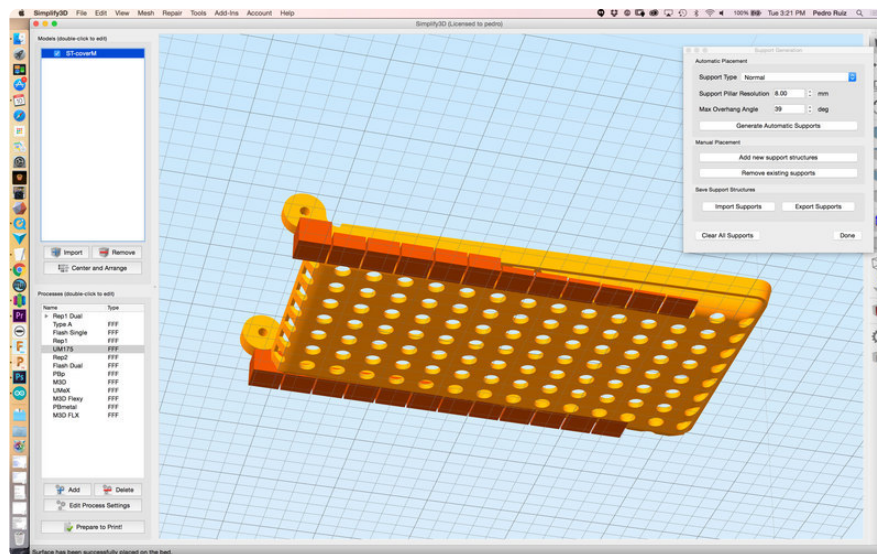 Simplify3D File Edit View Mesh Repair Tools Add-Ins Account Help
100% Tue 3:21 PM Pedro Ruiz
Simplify3D (Licensed to pedro)
Models (double-click to edit)
ST-coverM
Import Remove
Center and Arrange
Processes (double-click to edit)
Name Type
Rep1 Dual
Type A FFF
Flash Single FFF
Rep1 FFF
UM175 FFF
Rep2 FFF
Flash Dual FFF
PBp FFF
M3D FFF
UMeX FFF
M3D Flexy FFF
PBmetal FFF
M3D FLX FFF
Add Delete
Edit Process Settings
Prepare to Print!
Surface has been successfully placed on the bed.
Support Generation
Automatic Placement
Support Type Normal
Support Pillar Resolution 8.00 mm
Max Overhang Angle 39 deg
Generate Automatic Supports
Manual Placement
Add new support structures
Remove existing supports
Save Support Structures
Import Supports Export Supports
Clear All Supports Done
Pr
F
P
Ps